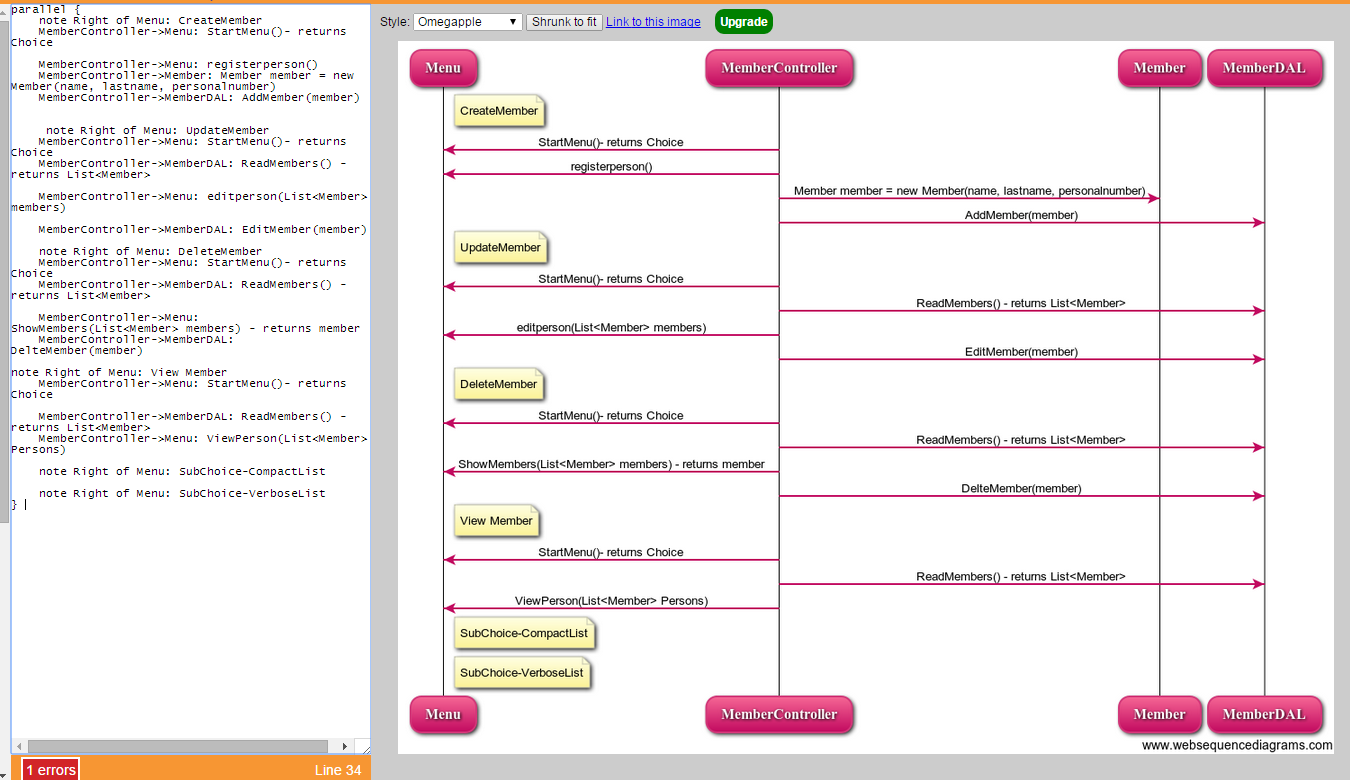 parallel {
note Right of Menu: CreateMember
MemberController->Menu: StartMenu()- returns
Choice
MemberController->Menu: registerperson()
MemberController->Member: Member member = new
Member(name, lastname, personalnumber)
MemberController->MemberDAL: AddMember(member)
note Right of Menu: UpdateMember
MemberController->Menu: StartMenu()- returns
Choice
MemberController->MemberDAL: ReadMembers() -
returns List<Member>
MemberController->Menu: editperson(List<Member>
members)
MemberController->MemberDAL: EditMember(member)
note Right of Menu: DeleteMember
MemberController->Menu: StartMenu()- returns
Choice
MemberController->MemberDAL: ReadMembers() -
returns List<Member>
MemberController->Menu:
ShowMembers(List<Member> members) - returns member
MemberController->MemberDAL:
DelteMember(member)
note Right of Menu: View Member
MemberController->Menu: StartMenu()- returns
Choice
MemberController->MemberDAL: ReadMembers() -
returns List<Member>
MemberController->Menu: ViewPerson(List<Member>
Persons)
note Right of Menu: SubChoice-CompactList
note Right of Menu: SubChoice-VerboseList
}
1 errors
Line 34
Style: Omegapple Shrunk to fit Link to this image Upgrade
Menu MemberController Member MemberDAL
CreateMember
StartMenu()- returns Choice
registerperson()
Member member = new Member(name, lastname, personalnumber)
AddMember(member)
UpdateMember
StartMenu()- returns Choice
ReadMembers() - returns List<Member>
editperson(List<Member> members)
EditMember(member)
DeleteMember
StartMenu()- returns Choice
ReadMembers() - returns List<Member>
ShowMembers(List<Member> members) - returns member
DelteMember(member)
View Member
StartMenu()- returns Choice
ReadMembers() - returns List<Member>
ViewPerson(List<Member> Persons)
SubChoice-CompactList
SubChoice-VerboseList
Menu MemberController Member MemberDAL
www.websequencediagrams.com